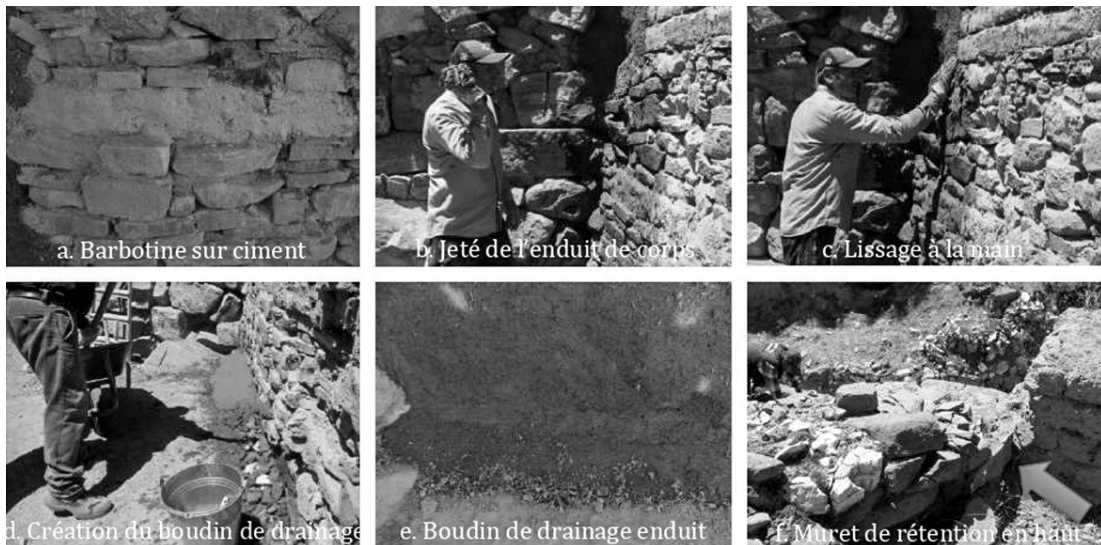 a. Barbotine sur ciment
b. Jeté de l'enduit de corps
c. Lissage à la main
d. Création du boudin de drainage
e. Boudin de drainage enduit
f. Muret de rétention en haut